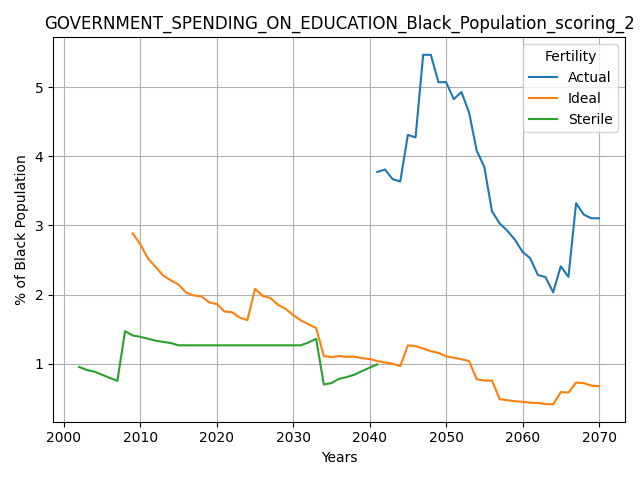 GOVERNMENT_SPENDING_ON_EDUCATION_Black_Population_scoring_2
Fertility
Actual
Ideal
Sterile
% of Black Population
5
4
3
2
1
2000 2010 2020 2030 2040 2050 2060 2070
Years